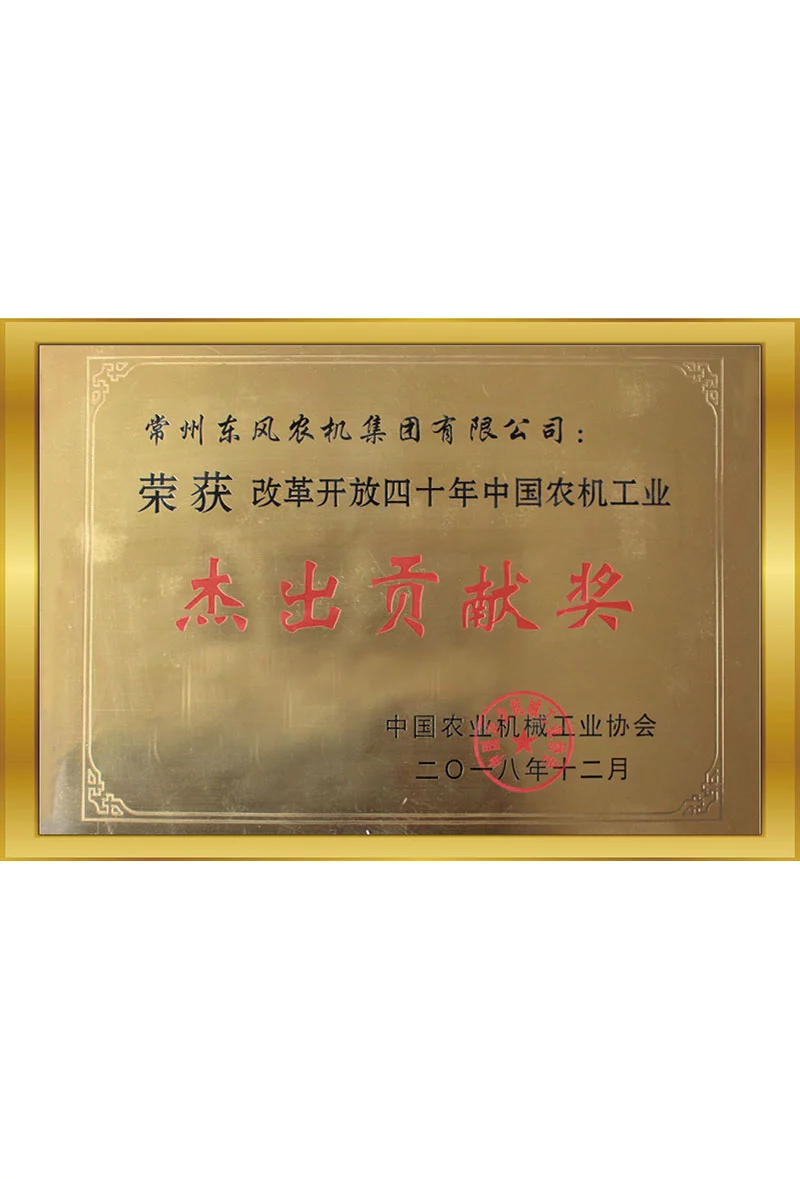 常州东风农机集团有限公司：
荣获 改革开放四十年中国农机工业
杰出贡献奖
中国农业机械工业协会
二〇一八年十二月